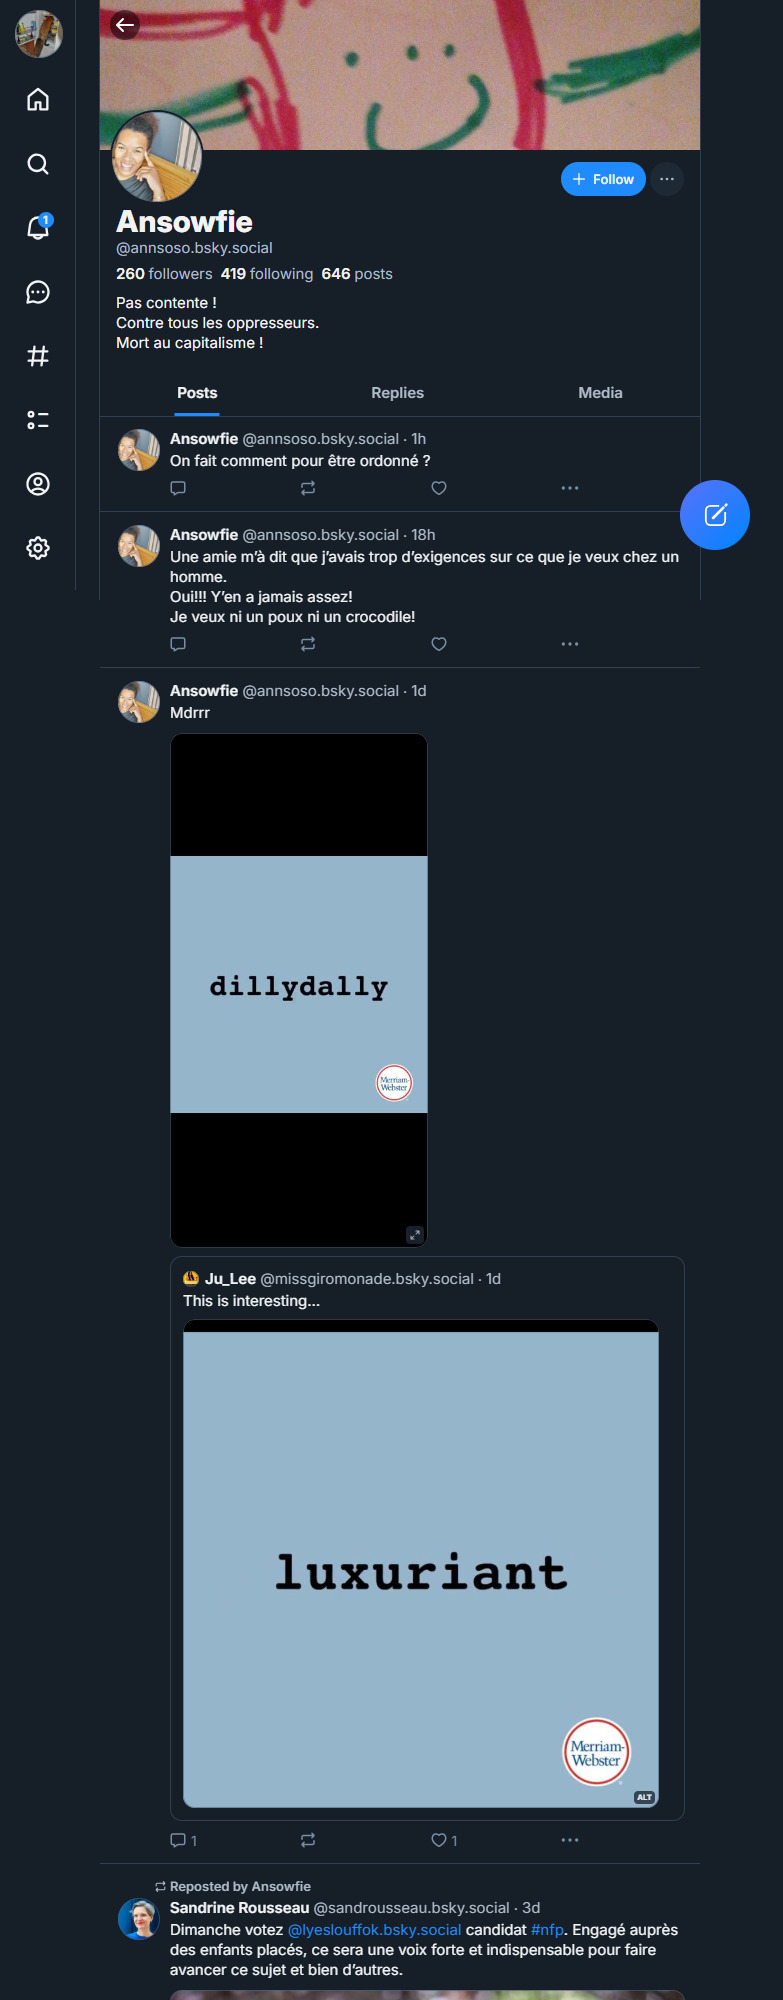 1
+ Follow
Ansowfie
@annsoso.bsky.social
260 followers 419 following 646 posts
Pas contente !
Contre tous les oppresseurs.
Mort au capitalisme !
Posts Replies Media
Ansowfie @annsoso.bsky.social · 1h
On fait comment pour être ordonné ?
Ansowfie @annsoso.bsky.social · 18h
Une amie m'à dit que j'avais trop d'exigences sur ce que je veux chez un
homme.
Oui!!! Y'en a jamais assez!
Je veux ni un poux ni un crocodile!
Ansowfie @annsoso.bsky.social · 1d
Mdrrr
dillydally
Merriam-
Webster
Ju_Lee @missgiromonade.bsky.social · 1d
This is interesting...
luxuriant
Merriam-
Webster
ALT
1 1
Reposted by Ansowfie
Sandrine Rousseau @sandrousseau.bsky.social · 3d
Dimanche votez @lyeslouffok.bsky.social candidat #nfp. Engagé auprès
des enfants placés, ce sera une voix forte et indispensable pour faire
avancer ce sujet et bien d'autres.